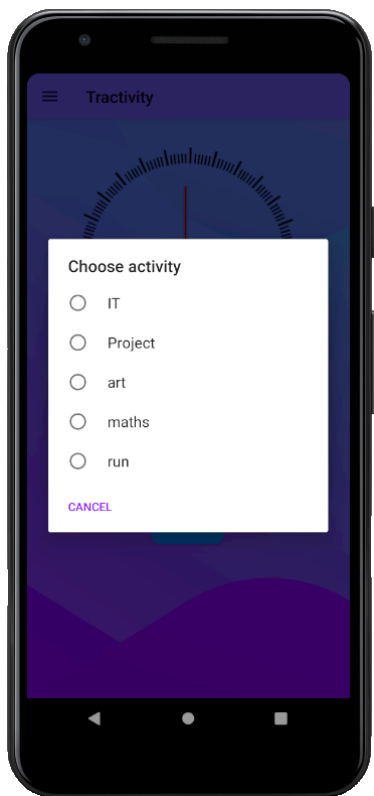 Tractivity
Choose activity
IT
Project
art
maths
run
CANCEL